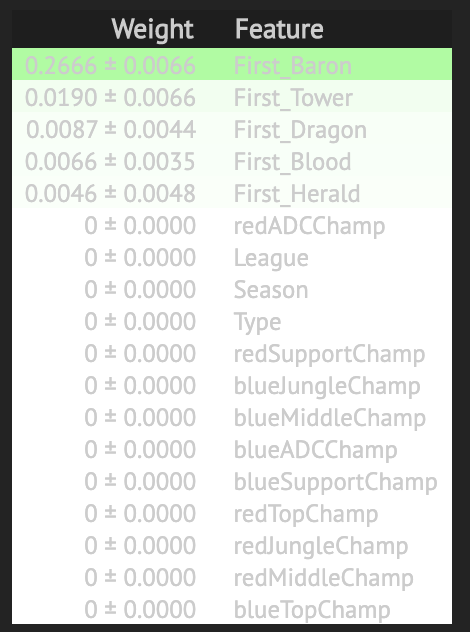 Weight Feature
0.2666 ± 0.0066 First_Baron
0.0190 ± 0.0066 First_Tower
0.0087 ± 0.0044 First_Dragon
0.0066 ± 0.0035 First_Blood
0.0046 ± 0.0048 First_Herald
0 ± 0.0000 redADCChamp
0 ± 0.0000 League
0 ± 0.0000 Season
0 ± 0.0000 Type
0 ± 0.0000 redSupportChamp
0 ± 0.0000 blueJungleChamp
0 ± 0.0000 blueMiddleChamp
0 ± 0.0000 blueADCChamp
0 ± 0.0000 blueSupportChamp
0 ± 0.0000 redTopChamp
0 ± 0.0000 redJungleChamp
0 ± 0.0000 redMiddleChamp
0 ± 0.0000 blueTopChamp